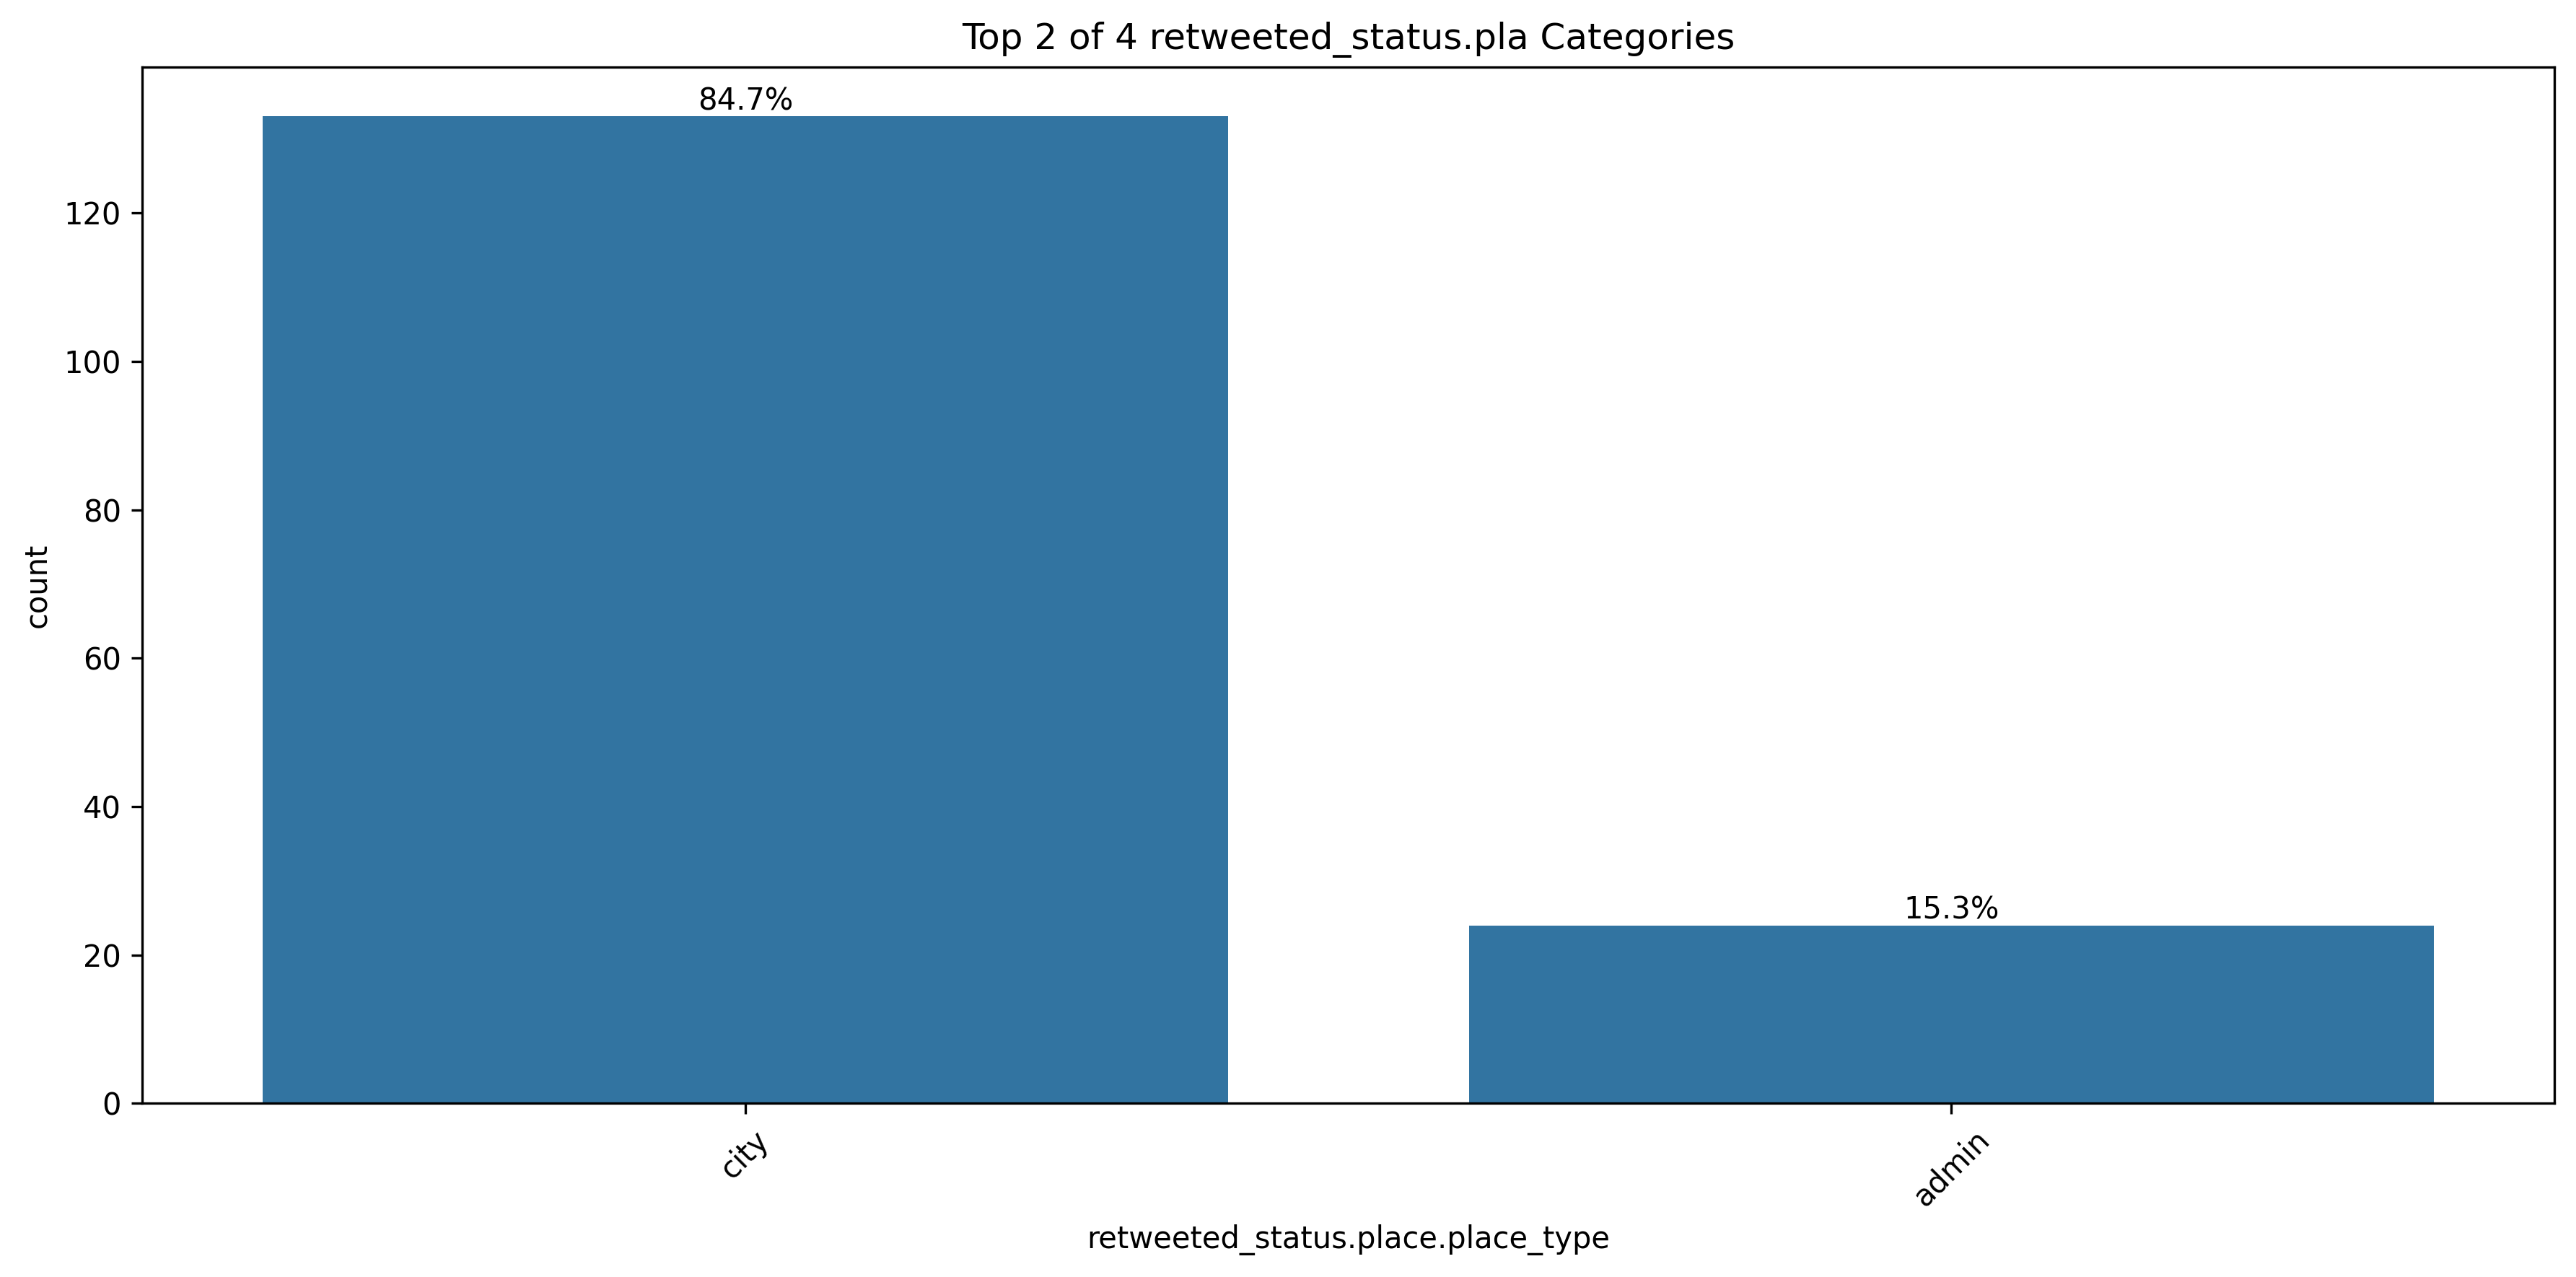 Top 2 of 4 retweeted_status.pla Categories
84.7%
15.3%
120
100
80
60
40
20
0
count
city
admin
retweeted_status.place.place_type